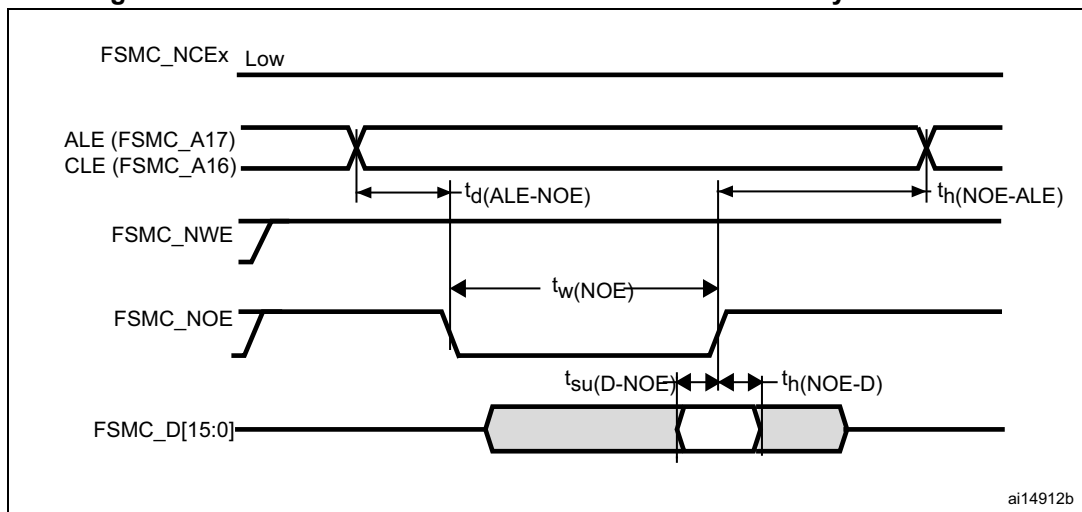 FSMC_NCEx Low
ALE (FSMC_A17)
CLE (FSMC_A16)
td(ALE-NOE)
th(NOE-ALE)
FSMC_NWE
tw(NOE)
FSMC_NOE
tsu(D-NOE)
th(NOE-D)
FSMC_D[15:0]
ai14912b